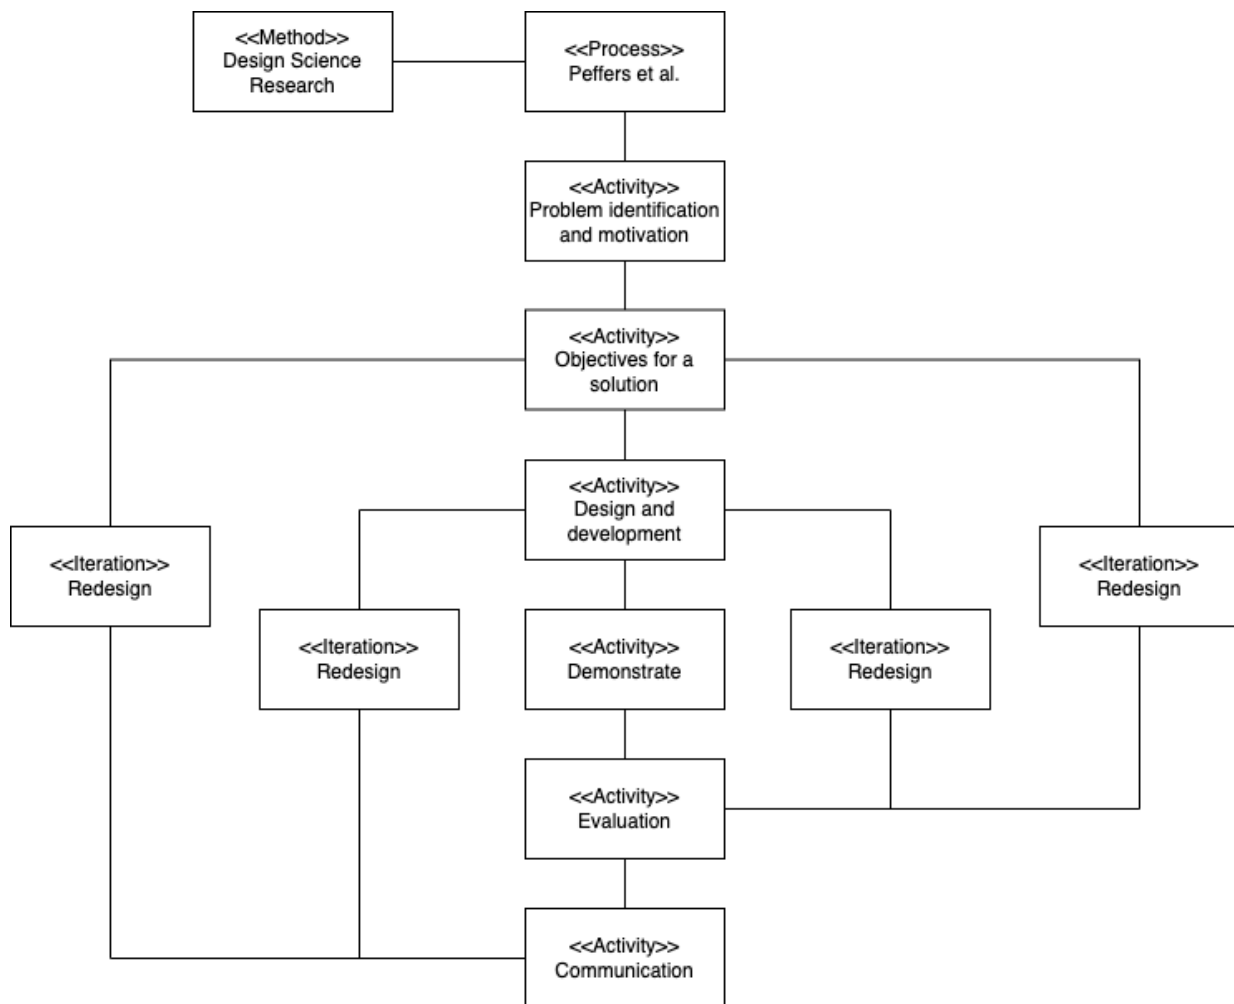 <<Method>>
Design Science
Research
<<Process>>
Peffers et al.
<<Activity>>
Problem identification
and motivation
<<Activity>>
Objectives for a
solution
<<Activity>>
Design and
development
<<Iteration>>
Redesign
<<Iteration>>
Redesign
<<Iteration>>
Redesign
<<Activity>>
Demonstrate
<<Iteration>>
Redesign
<<Activity>>
Evaluation
<<Activity>>
Communication